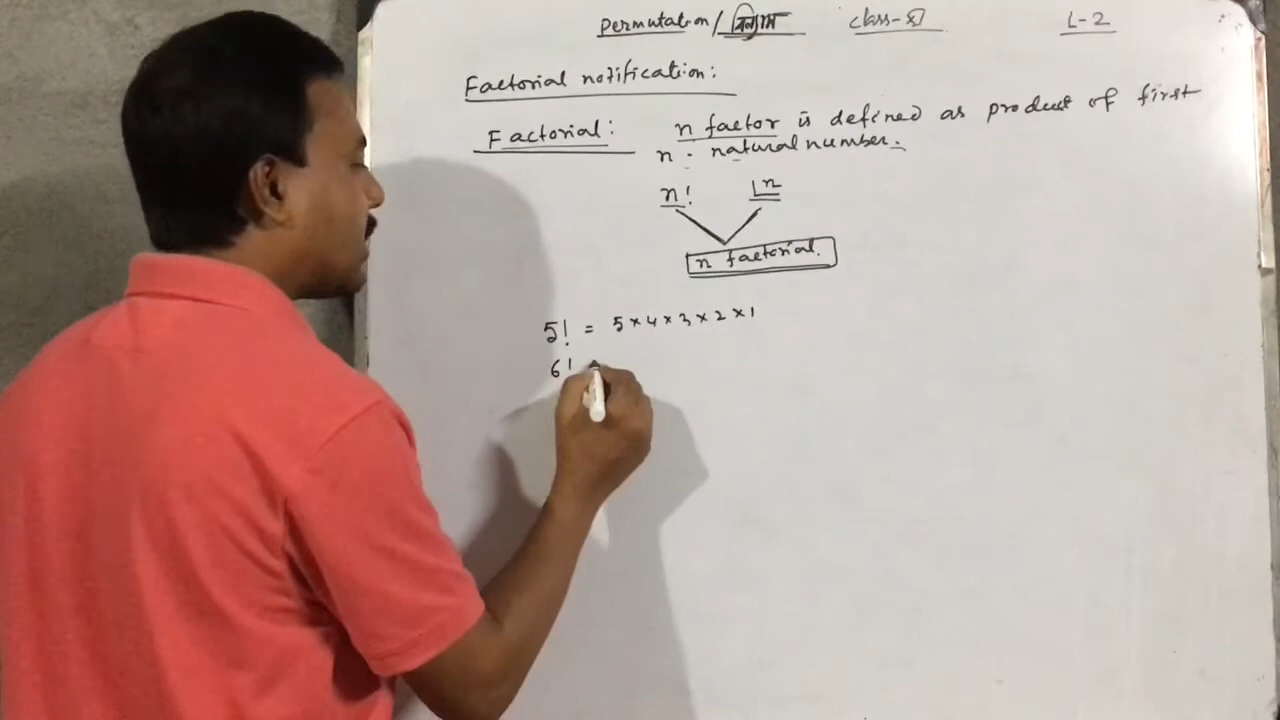 Permutation / বিন্যাস class-XI L-2
Factorial notification:
Factorial: n factor is defined as product of first
n - natural number.
n! ⌊n
n factorial.
5! = 5×4×3×2×1
6!